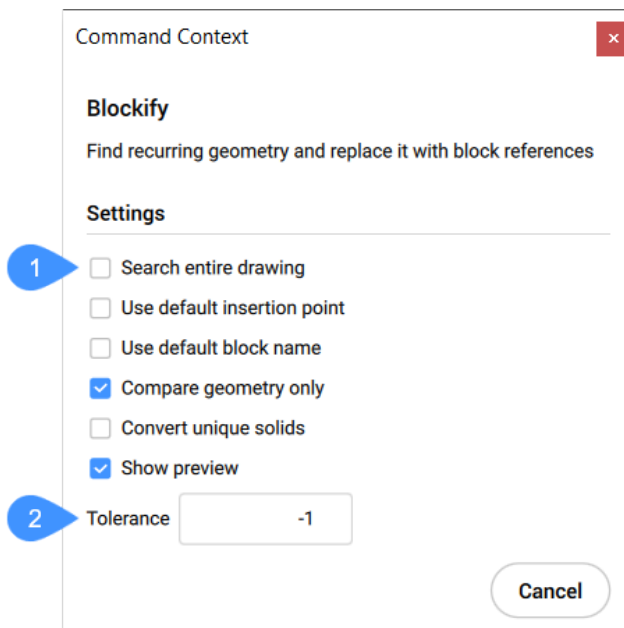 Command Context
×
Blockify
Find recurring geometry and replace it with block references
Settings
1
Search entire drawing
Use default insertion point
Use default block name
Compare geometry only
Convert unique solids
Show preview
2
Tolerance -1
Cancel